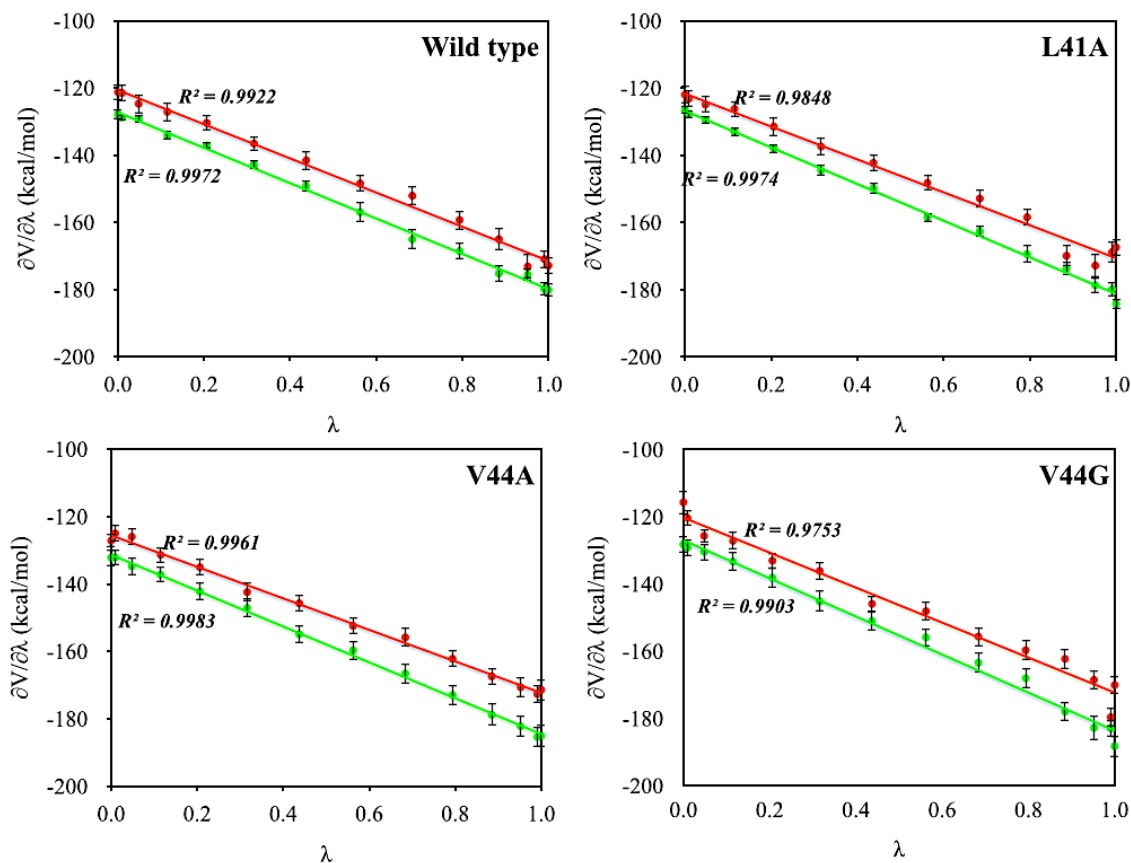 Wild type
R² = 0.9922
R² = 0.9972
∂V/∂λ (kcal/mol)
-100
-120
-140
-160
-180
-200
0.0 0.2 0.4 0.6 0.8 1.0
λ
L41A
R² = 0.9848
R² = 0.9974
∂V/∂λ (kcal/mol)
-100
-120
-140
-160
-180
-200
0.0 0.2 0.4 0.6 0.8 1.0
λ
V44A
R² = 0.9961
R² = 0.9983
∂V/∂λ (kcal/mol)
-100
-120
-140
-160
-180
-200
0.0 0.2 0.4 0.6 0.8 1.0
λ
V44G
R² = 0.9753
R² = 0.9903
∂V/∂λ (kcal/mol)
-100
-120
-140
-160
-180
-200
0.0 0.2 0.4 0.6 0.8 1.0
λ